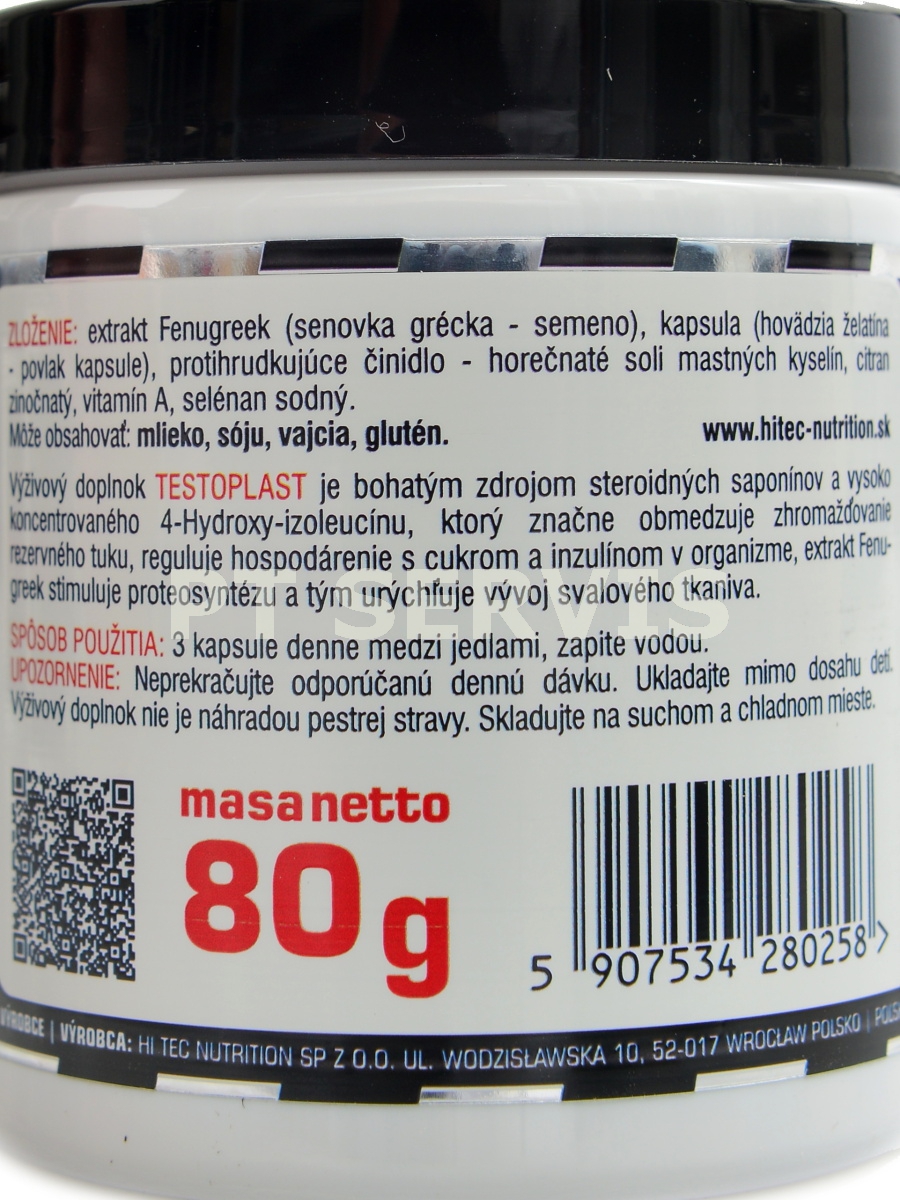 ZLOŽENIE: extrakt Fenugreek (senovka grécka - semeno), kapsula (hovädzia želatína
- povlak kapsule), protihrudkujúce činidlo - horečnaté soli mastných kyselín, citran
zinočnatý, vitamín A, selénan sodný.
Môže obsahovať: mlieko, sóju, vajcia, glutén.
www.hitec-nutrition.sk
Výživový doplnok TESTOPLAST je bohatým zdrojom steroidných saponínov a vysoko
koncentrovaného 4-Hydroxy-izoleucínu, ktorý značne obmedzuje zhromažďovanie
rezervného tuku, reguluje hospodárenie s cukrom a inzulínom v organizme, extrakt Fenu-
greek stimuluje proteosyntézu a tým urýchľuje vývoj svalového tkaniva.
PT SERVIS
SPÔSOB POUŽITIA: 3 kapsule denne medzi jedlami, zapite vodou.
UPOZORNENIE: Neprekračujte odporúčanú dennú dávku. Ukladajte mimo dosahu detí.
Výživový doplnok nie je náhradou pestrej stravy. Skladujte na suchom a chladnom mieste.
masa netto
80 g
5 907534 280258 >
VÝROBCE | VÝROBCA: HI TEC NUTRITION SP Z O.O. UL. WODZISŁAWSKA 10, 52-017 WROCŁAW POLSKO |